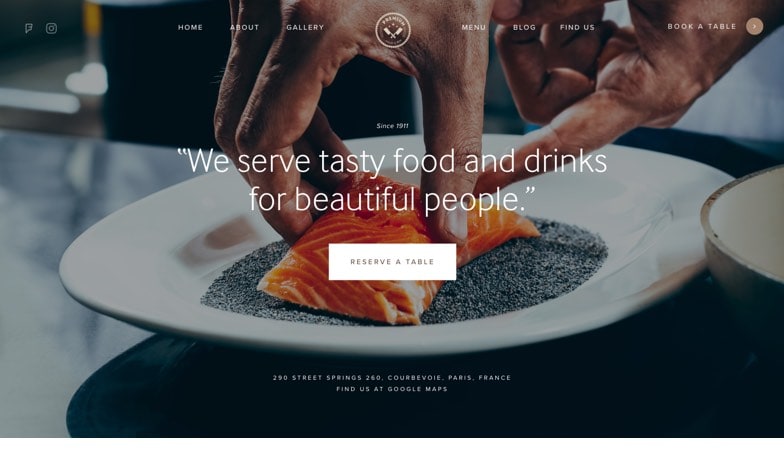 HOME ABOUT GALLERY PREMIUM MENU BLOG FIND US BOOK A TABLE
Since 1911
“We serve tasty food and drinks
for beautiful people.”
RESERVE A TABLE
290 STREET SPRINGS 260, COURBEVOIE, PARIS, FRANCE
FIND US AT GOOGLE MAPS